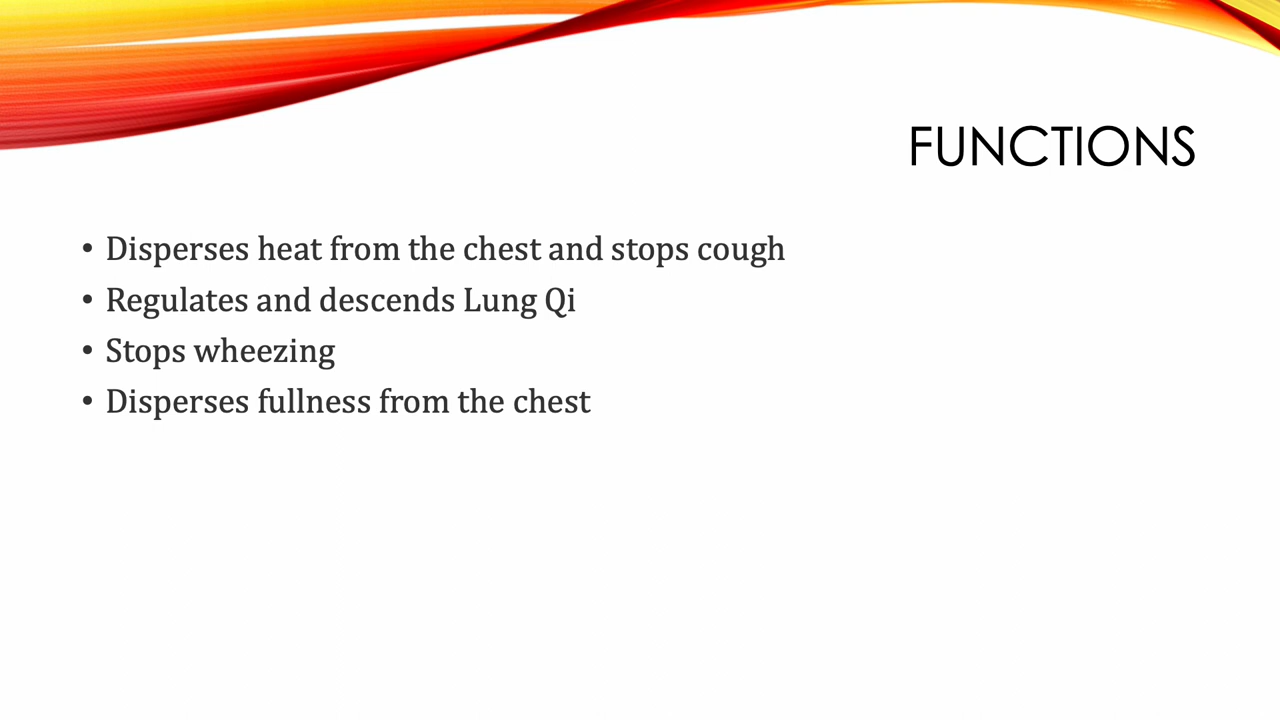 FUNCTIONS
• Disperses heat from the chest and stops cough
• Regulates and descends Lung Qi
• Stops wheezing
• Disperses fullness from the chest